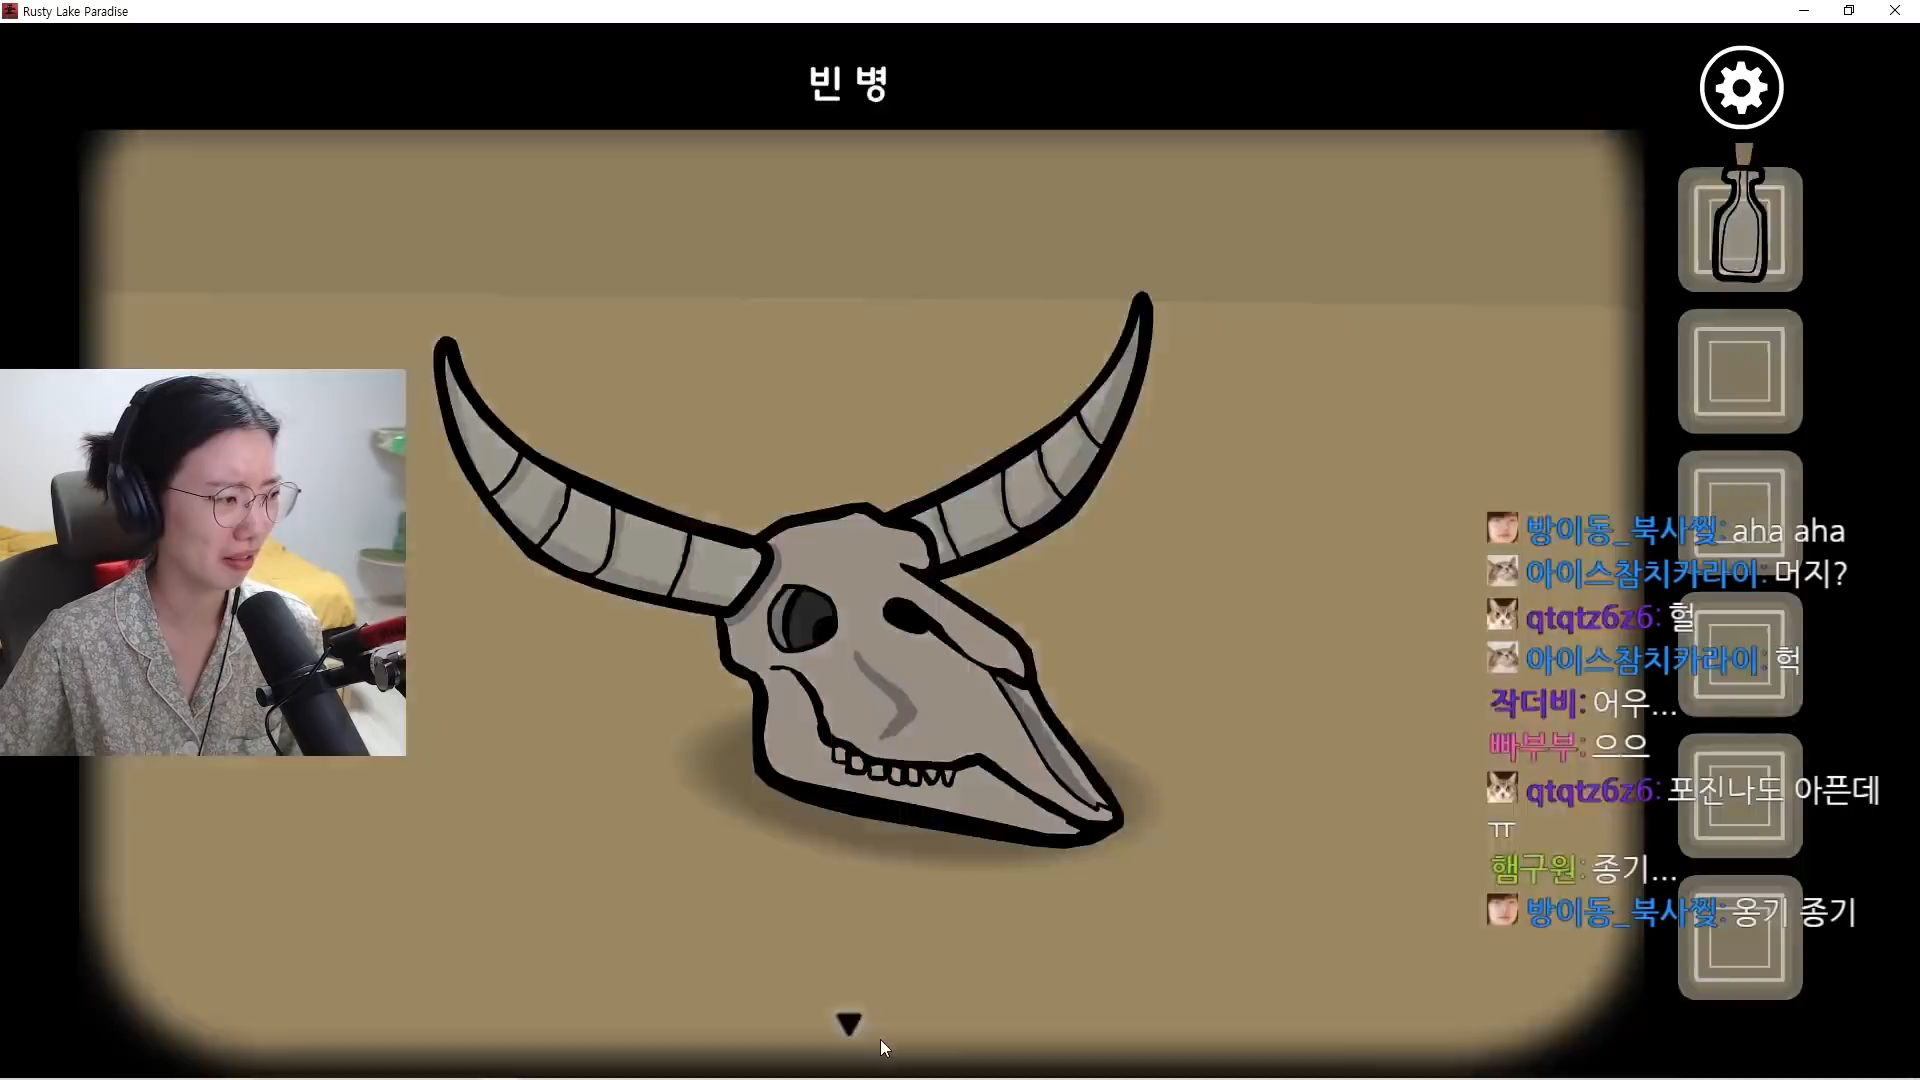 Rusty Lake Paradise
빈 병
방이동_북사찢: aha aha
아이스참치카라이: 머지?
qtqtz6z6: 헐
아이스참치카라이: 헉
작더비: 어우...
빠부부: 으으
qtqtz6z6: 포진나도 아픈데
ㅠ
햄구원: 종기...
방이동_북사찢: 옹기 종기